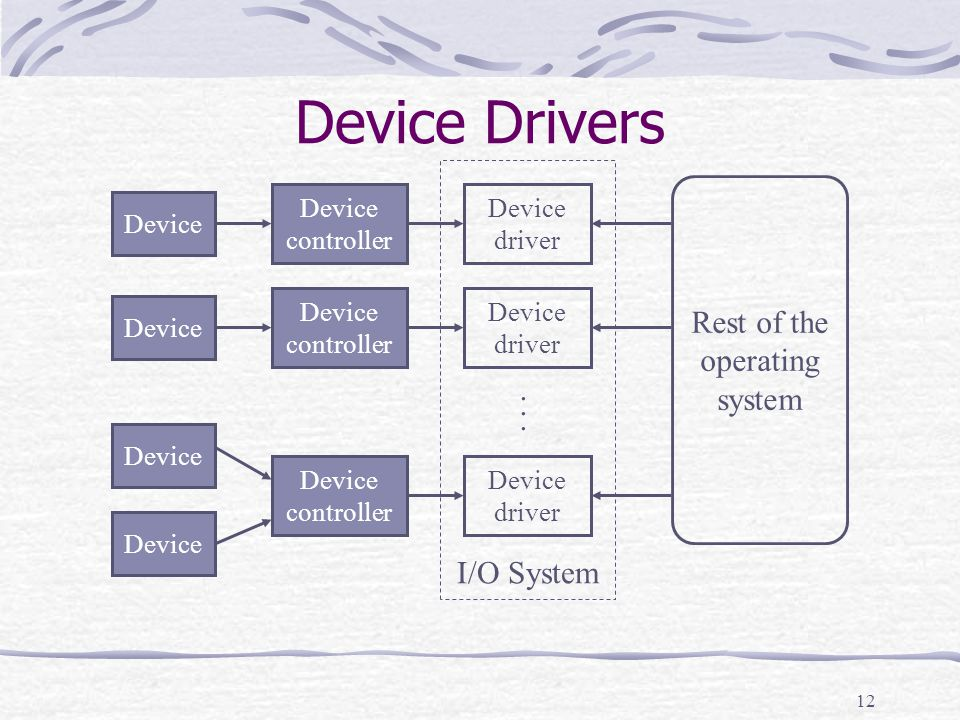 Device Drivers
Device
Device
controller
Device
driver
Device
Device
controller
Device
driver
Rest of the
operating
system
. . .
Device
Device
controller
Device
driver
Device
I/O System
12